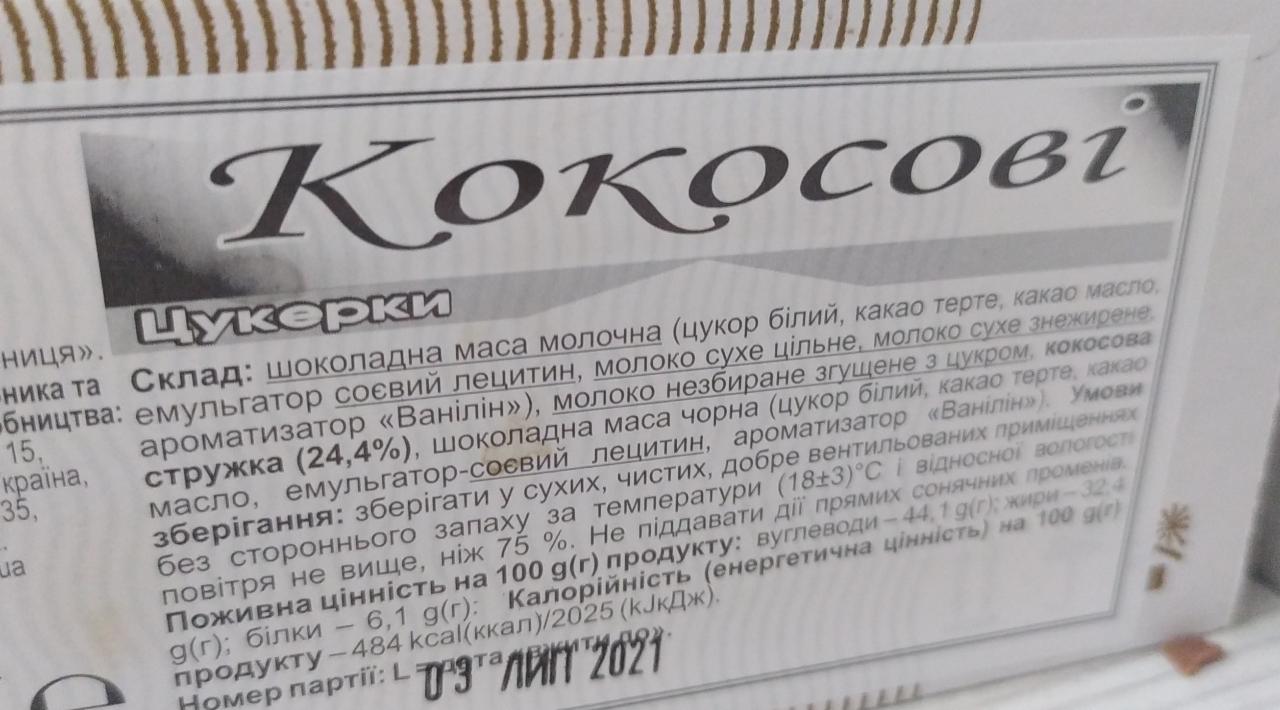 Кокосові
Цукерки
ниця».
ника та
бництва:
15,
країна,
35,
ua
Склад: шоколадна маса молочна (цукор білий, какао терте, какао масло,
емульгатор соєвий лецитин, молоко сухе цільне, молоко сухе знежирене,
ароматизатор «Ванілін»), молоко незбиране згущене з цукром, кокосова
стружка (24,4%), шоколадна маса чорна (цукор білий, какао терте, какао
масло, емульгатор-соєвий лецитин, ароматизатор «Ванілін»). Умови
зберігання: зберігати у сухих, чистих, добре вентильованих приміщеннях
без стороннього запаху за температури (18±3)°С і відносної вологості
повітря не вище, ніж 75 %. Не піддавати дії прямих сонячних променів.
Поживна цінність на 100 g(г) продукту: вуглеводи – 44,1 g(г); жири – 32,4
g(г); білки – 6,1 g(г); Калорійність (енергетична цінність) на 100 g(г)
продукту – 484 kcal(ккал)/2025 (kJкДж).
Номер партії: L = дата «вжити до».
03 ЛИП 2021